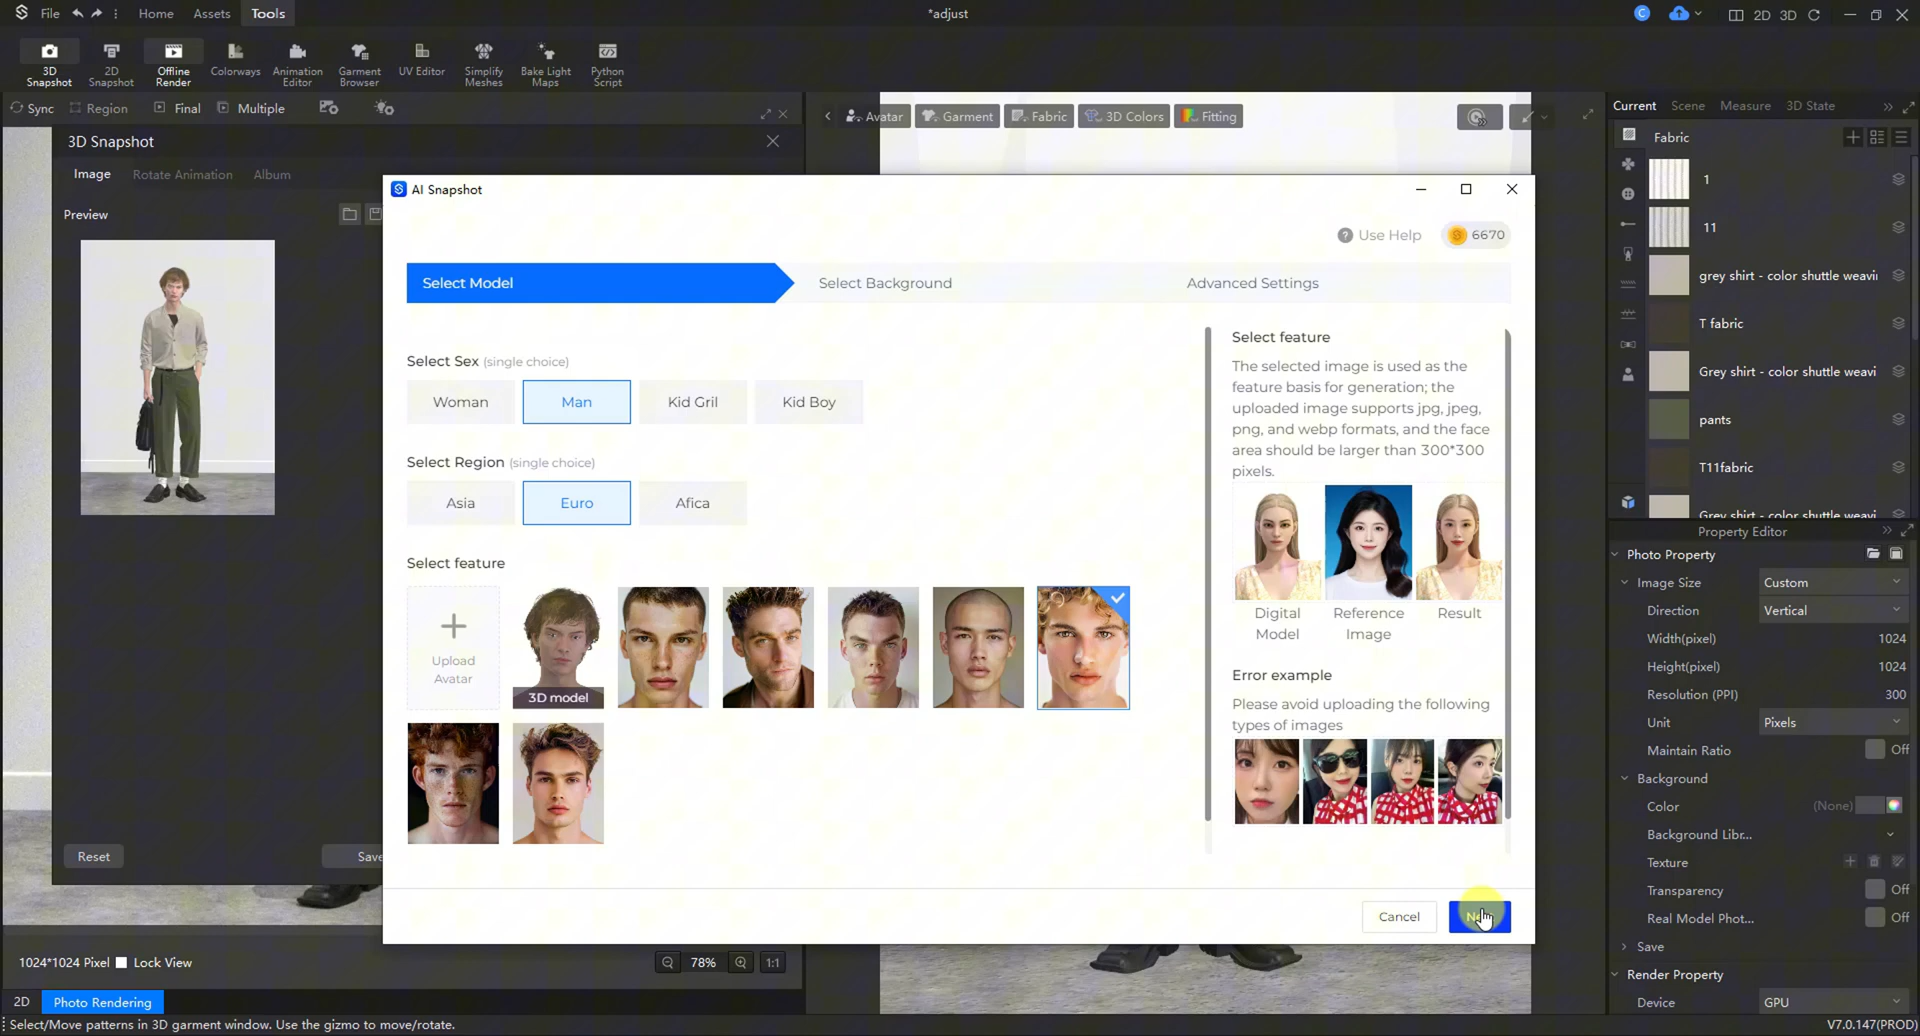 File
Home
Assets
Tools
*adjust
C
2D
3D
3D
Snapshot
2D
Snapshot
Offline
Render
Colorways
Animation
Editor
Garment
Browser
UV Editor
Simplify
Meshes
Bake Light
Maps
Python
Script
Sync
Region
Final
Multiple
Avatar
Garment
Fabric
3D Colors
Fitting
Current
Scene
Measure
3D State
3D Snapshot
Image
Rotate Animation
Album
Preview
Reset
Save
1024*1024 Pixel
Lock View
78%
1:1
2D
Photo Rendering
Select/Move patterns in 3D garment window. Use the gizmo to move/rotate.
V7.0.147(PROD)
AI Snapshot
Use Help
6670
Select Model
Select Background
Advanced Settings
Select Sex (single choice)
Woman
Man
Kid Gril
Kid Boy
Select Region (single choice)
Asia
Euro
Afica
Select feature
Upload
Avatar
3D model
Select feature
The selected image is used as the
feature basis for generation; the
uploaded image supports jpg, jpeg,
png, and webp formats, and the face
area should be larger than 300*300
pixels.
Digital
Model
Reference
Image
Result
Error example
Please avoid uploading the following
types of images
Cancel
Fabric
1
11
grey shirt - color shuttle weavi
T fabric
Grey shirt - color shuttle weavi
pants
T11fabric
Grey shirt - color shuttle weavi
Property Editor
Photo Property
Image Size
Custom
Direction
Vertical
Width(pixel)
1024
Height(pixel)
1024
Resolution (PPI)
300
Unit
Pixels
Maintain Ratio
Off
Background
Color
(None)
Background Libr...
Texture
Transparency
Off
Real Model Phot...
Off
Save
Render Property
Device
GPU